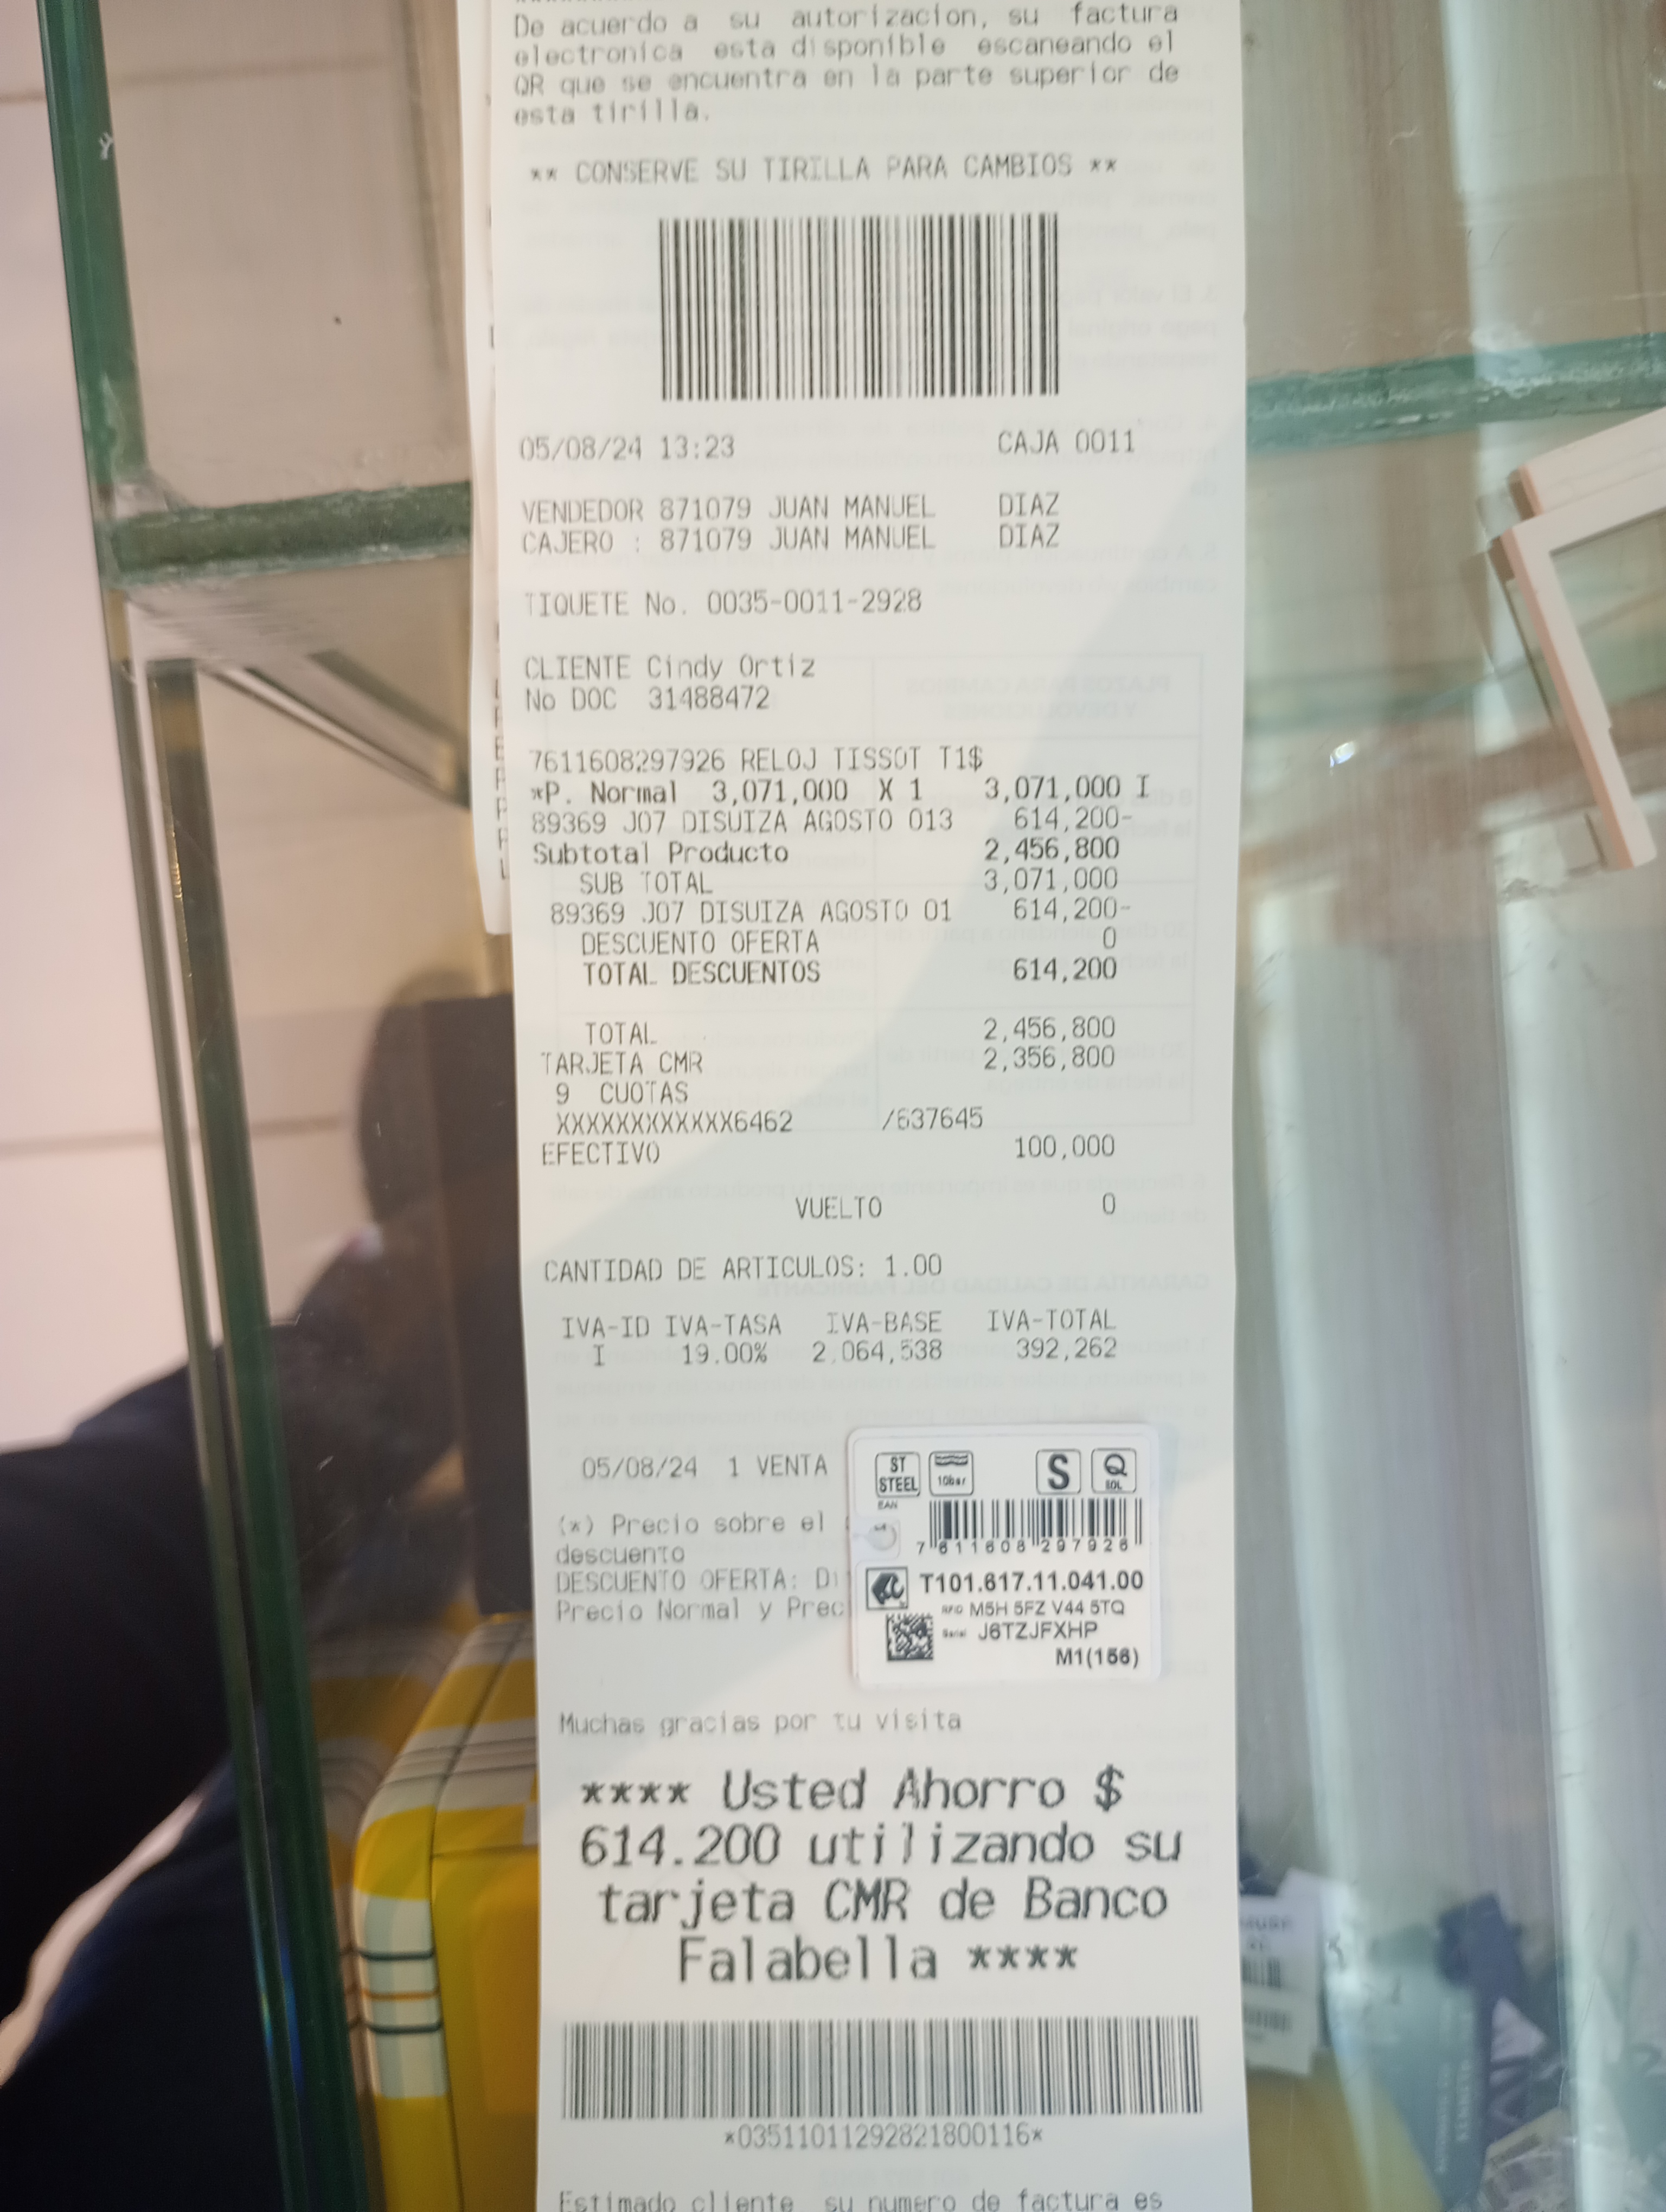 De acuerdo a su autorizacion, su factura
electronica esta disponible escaneando el
QR que se encuentra en la parte superior de
esta tirilla.
** CONSERVE SU TIRILLA PARA CAMBIOS **
05/08/24 13:23 CAJA 0011
VENDEDOR 871079 JUAN MANUEL DIAZ
CAJERO : 871079 JUAN MANUEL DIAZ
TIQUETE No. 0035-0011-2928
CLIENTE Cindy Ortiz
No DOC 31488472
7611608297926 RELOJ TISSOT T1$
*P. Normal 3,071,000 X 1 3,071,000 I
89369 J07 DISUIZA AGOSTO 013 614,200-
Subtotal Producto 2,456,800
SUB TOTAL 3,071,000
89369 J07 DISUIZA AGOSTO 01 614,200-
DESCUENTO OFERTA 0
TOTAL DESCUENTOS 614,200
TOTAL 2,456,800
TARJETA CMR 2,356,800
9 CUOTAS
XXXXXXXXXXXX6462 /637645
EFECTIVO 100,000
VUELTO 0
CANTIDAD DE ARTICULOS: 1.00
IVA-ID IVA-TASA IVA-BASE IVA-TOTAL
I 19.00% 2,064,538 392,262
05/08/24 1 VENTA
(*) Precio sobre el
descuento
DESCUENTO OFERTA:
Precio Normal y
ST STEEL 10bar S Q SOL
EAN
7 611608 297926
T101.617.11.041.00
RFID M5H 5FZ V44 5TQ
Serial J6TZJFXHP
M1(156)
Muchas gracias por tu visita
**** Usted Ahorro $
614.200 utilizando su
tarjeta CMR de Banco
Falabella ****
*03511011292821800116*
Estimado cliente su numero de factura es